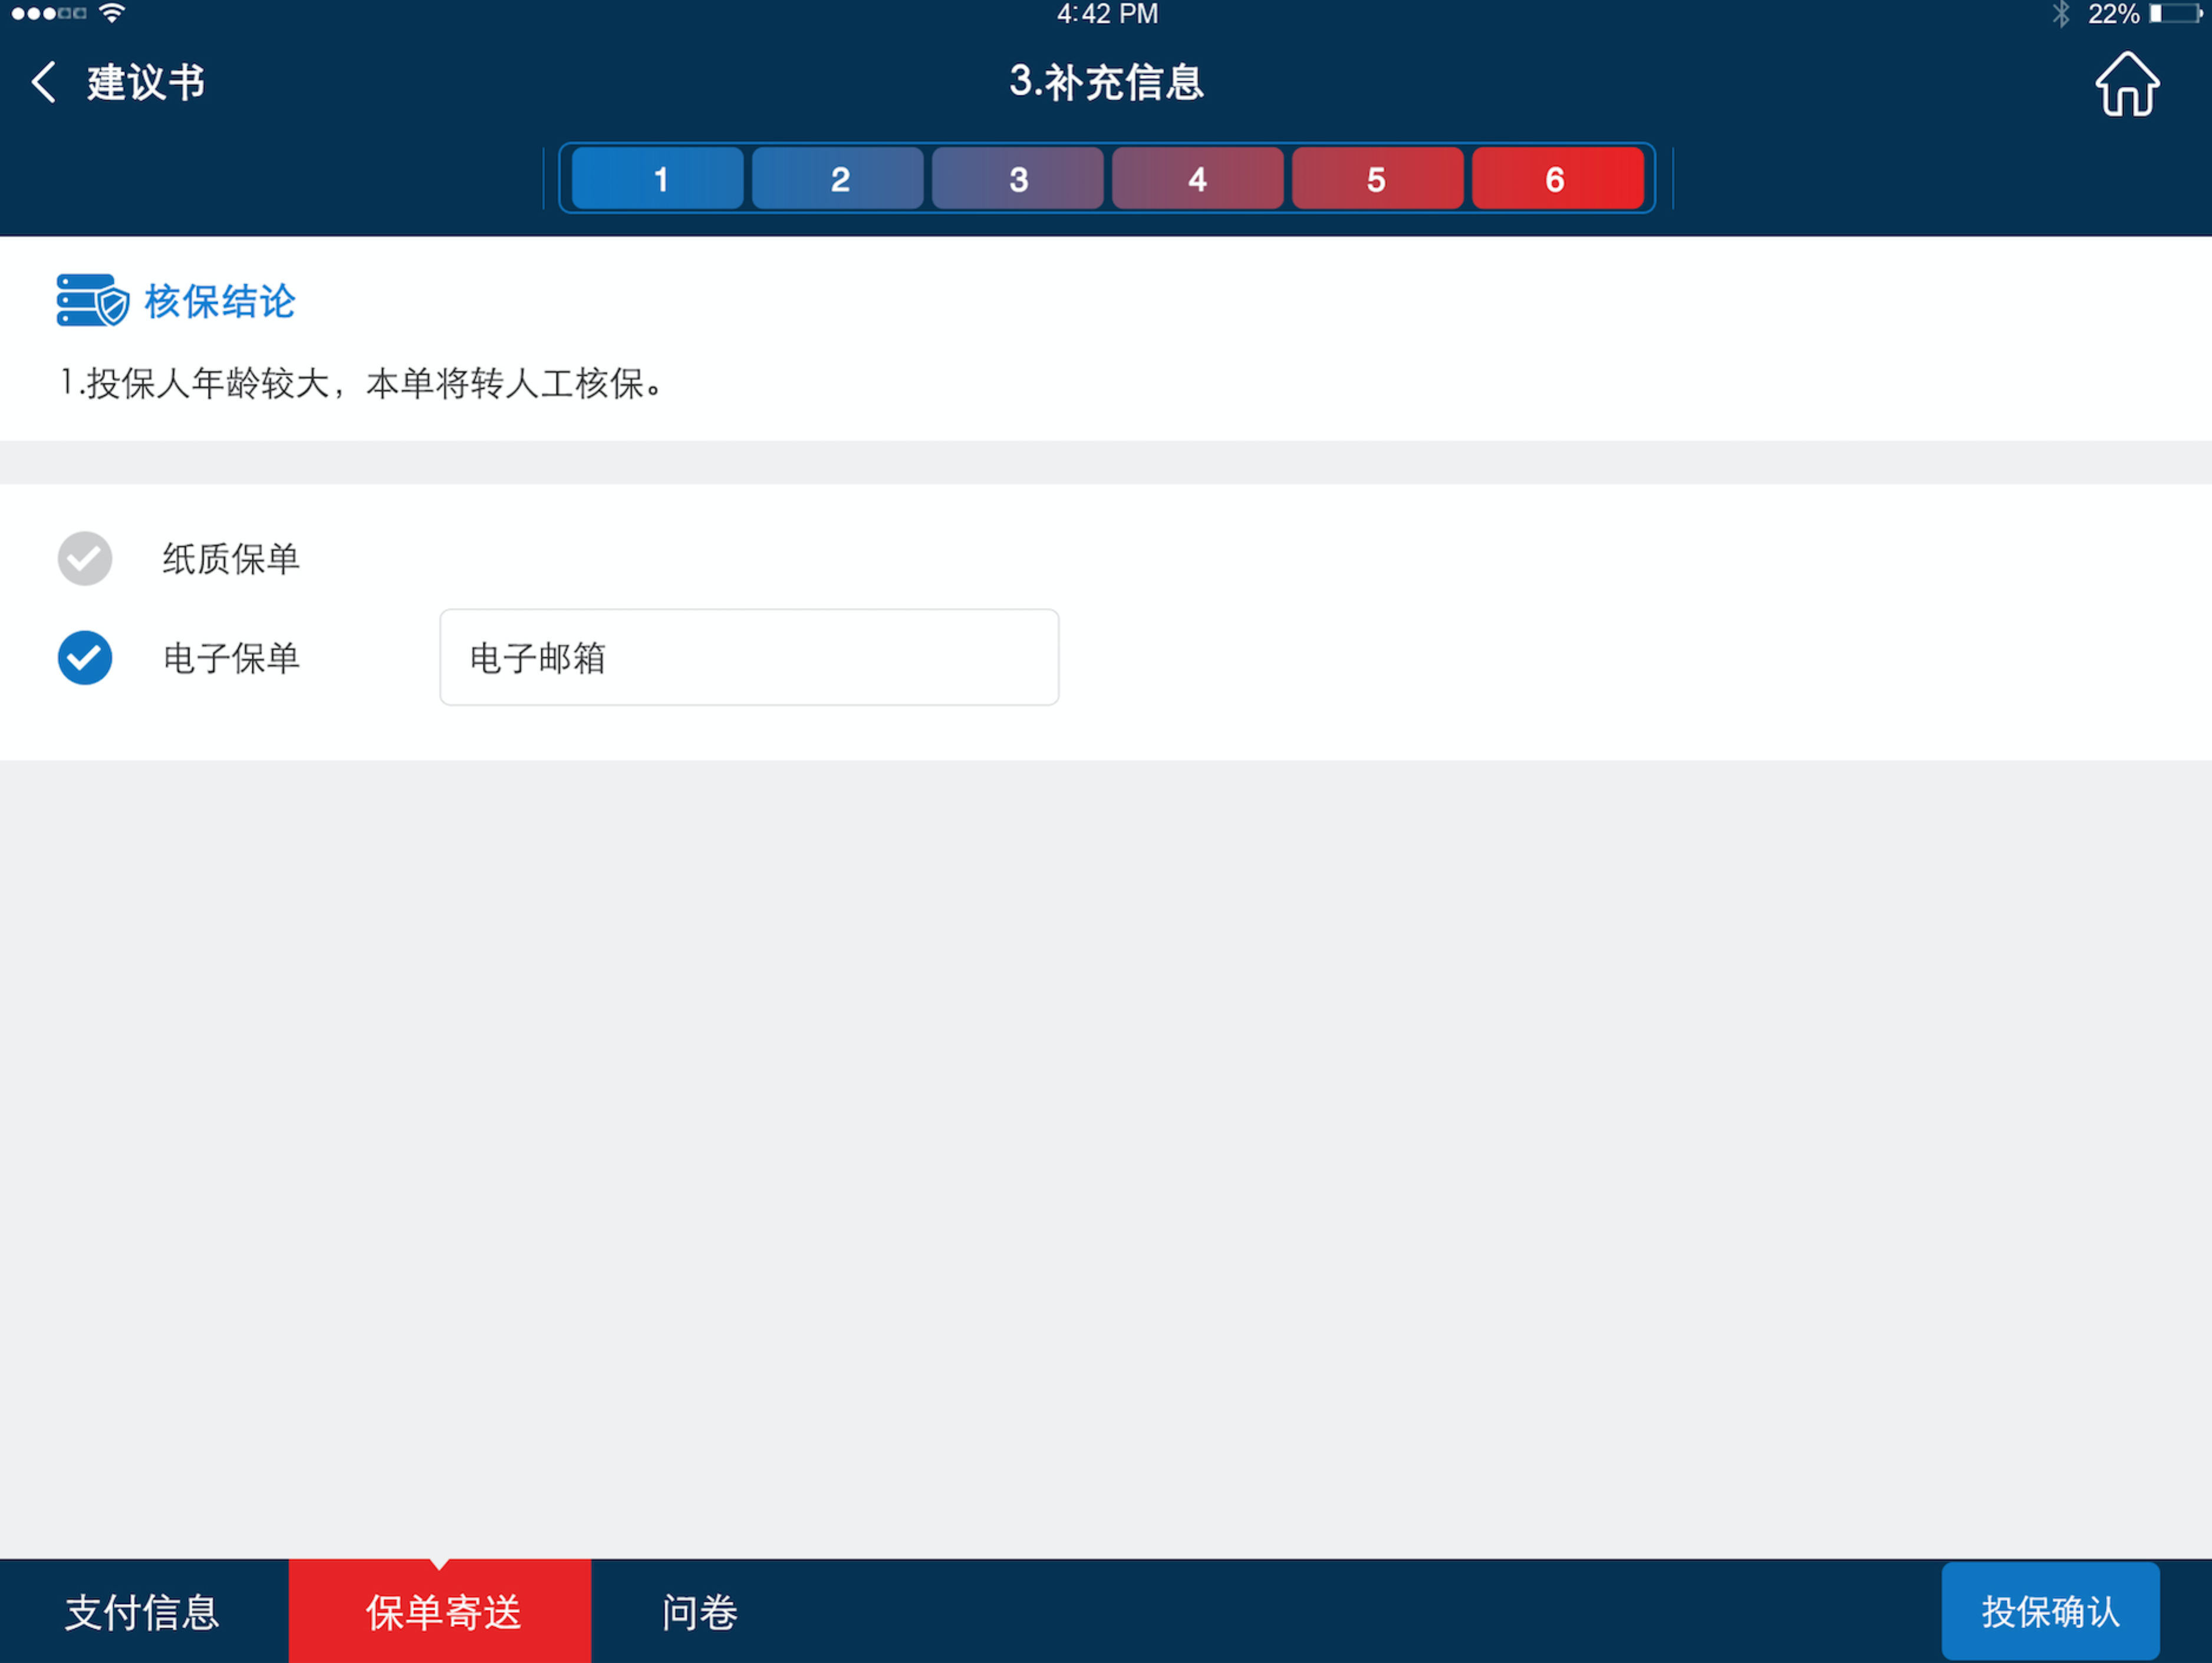 4:42 PM
22%
建议书
3.补充信息
1 2 3 4 5 6
核保结论
1.投保人年龄较大，本单将转人工核保。
纸质保单
电子保单 电子邮箱
支付信息 保单寄送 问卷 投保确认